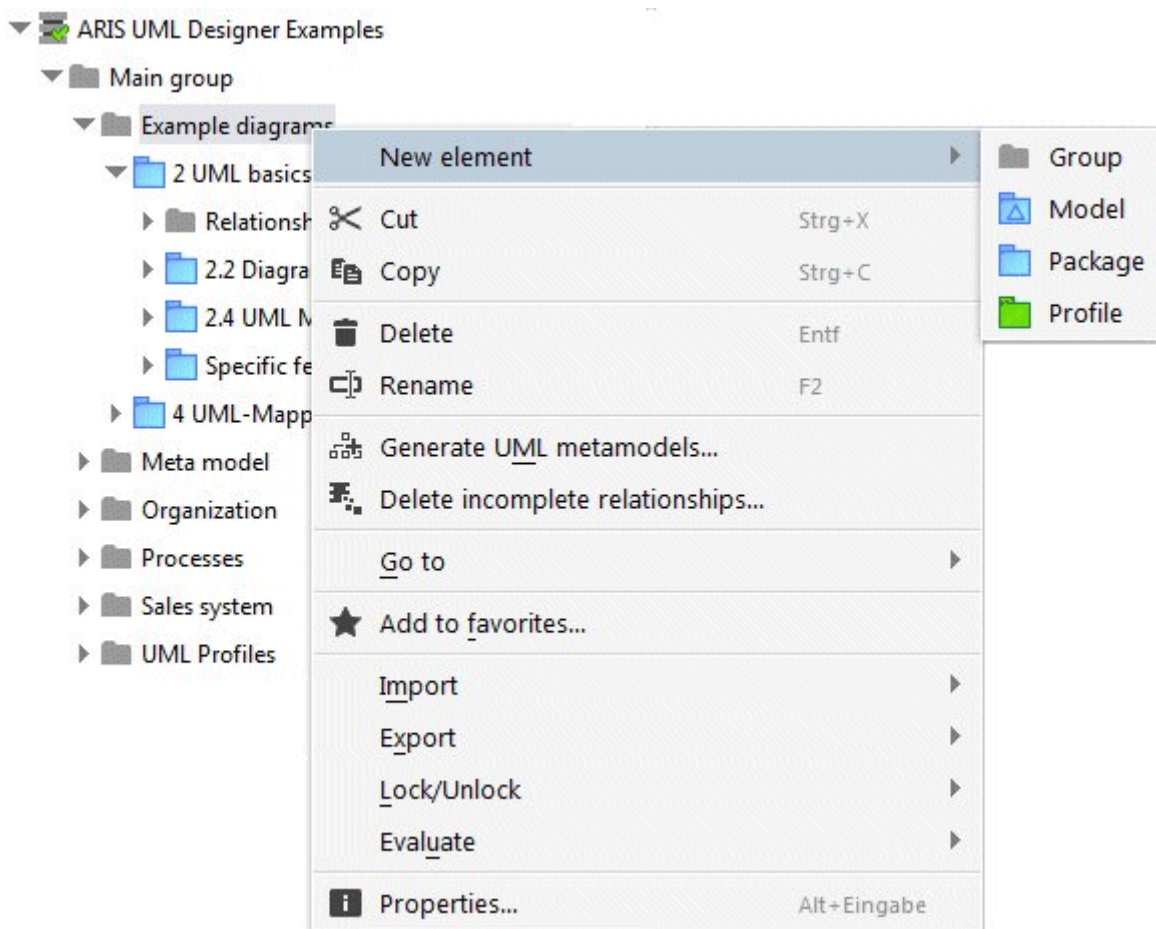 ARIS UML Designer Examples
Main group
Example diagrams
2 UML basics
Relationsh
2.2 Diagra
2.4 UML M
Specific fe
4 UML-Mapp
Meta model
Organization
Processes
Sales system
UML Profiles
New element
Cut Strg+X
Copy Strg+C
Delete Entf
Rename F2
Generate UML metamodels...
Delete incomplete relationships...
Go to
Add to favorites...
Import
Export
Lock/Unlock
Evaluate
Properties... Alt+Eingabe
Group
Model
Package
Profile